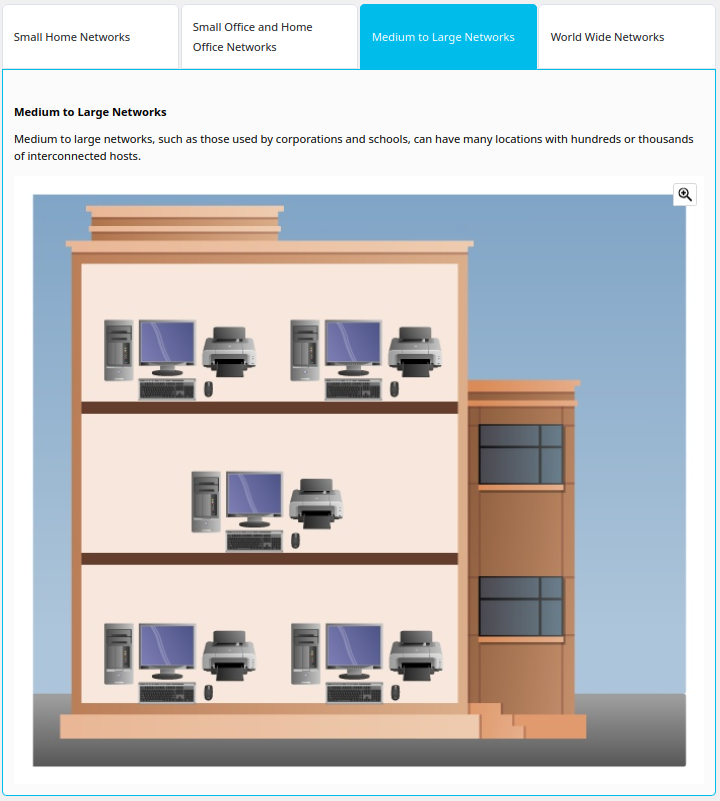 Small Home Networks
Small Office and Home
Office Networks
Medium to Large Networks
World Wide Networks
Medium to Large Networks
Medium to large networks, such as those used by corporations and schools, can have many locations with hundreds or thousands
of interconnected hosts.